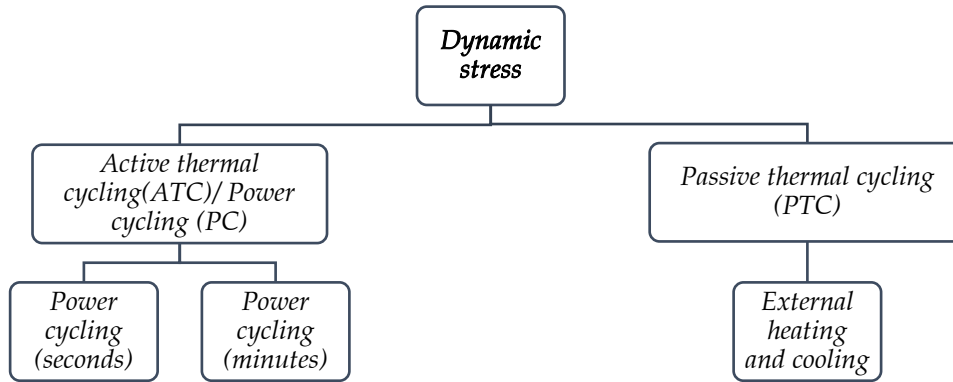 Dynamic
stress
Active thermal
cycling(ATC)/ Power
cycling (PC)
Passive thermal cycling
(PTC)
Power
cycling
(seconds)
Power
cycling
(minutes)
External
heating
and cooling